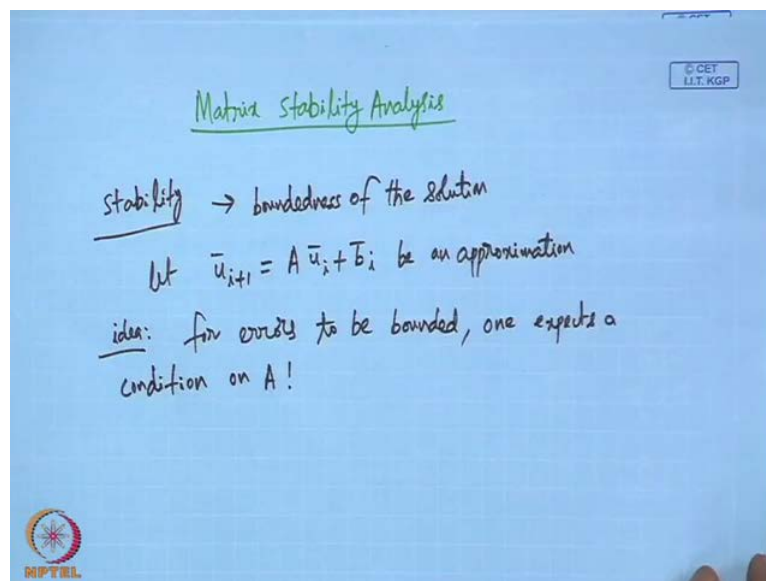 © CET
I.I.T. KGP
Matrix Stability Analysis
Stability → boundedness of the solution
let ū_{i+1} = A ū_i + b̄_i be an approximation
idea: for errors to be bounded, one expects a
condition on A!
NPTEL